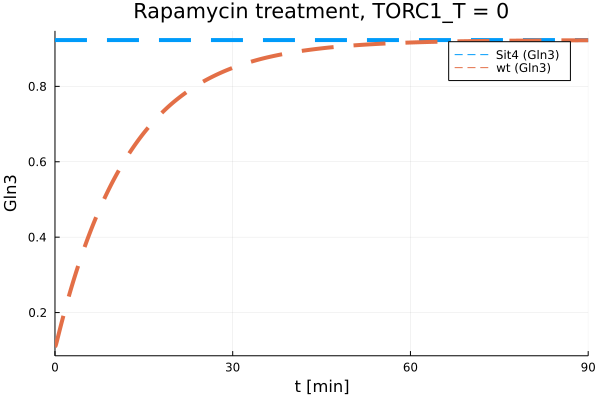 Rapamycin treatment, TORC1_T = 0
Sit4 (Gln3)
wt (Gln3)
0.8
0.6
0.4
0.2
Gln3
0
30
60
90
t [min]